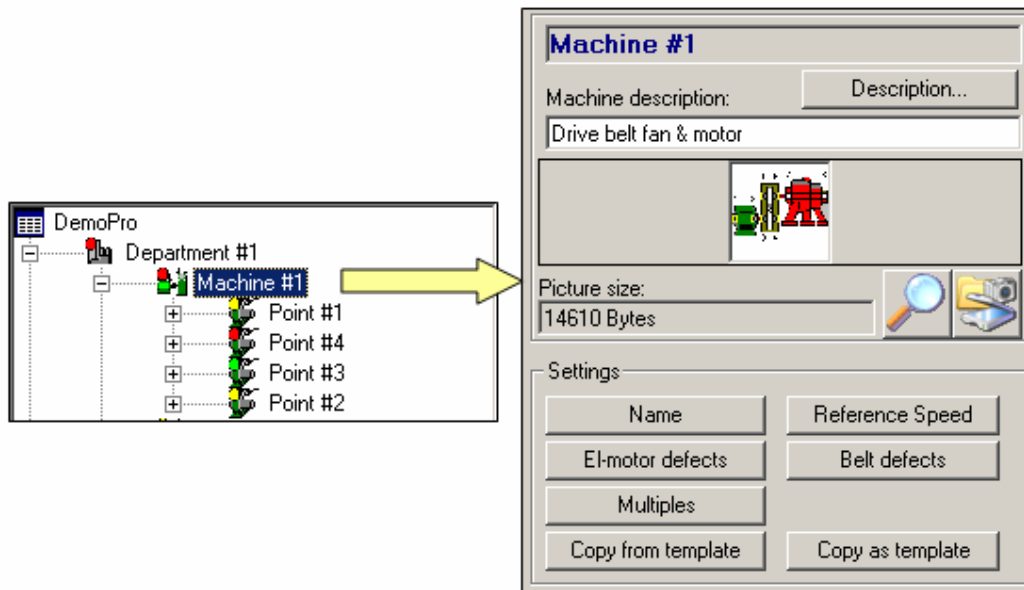 DemoPro
Department #1
Machine #1
Point #1
Point #4
Point #3
Point #2
Machine #1
Machine description:
Description...
Drive belt fan & motor
Picture size:
14610 Bytes
Settings
Name
Reference Speed
El-motor defects
Belt defects
Multiples
Copy from template
Copy as template